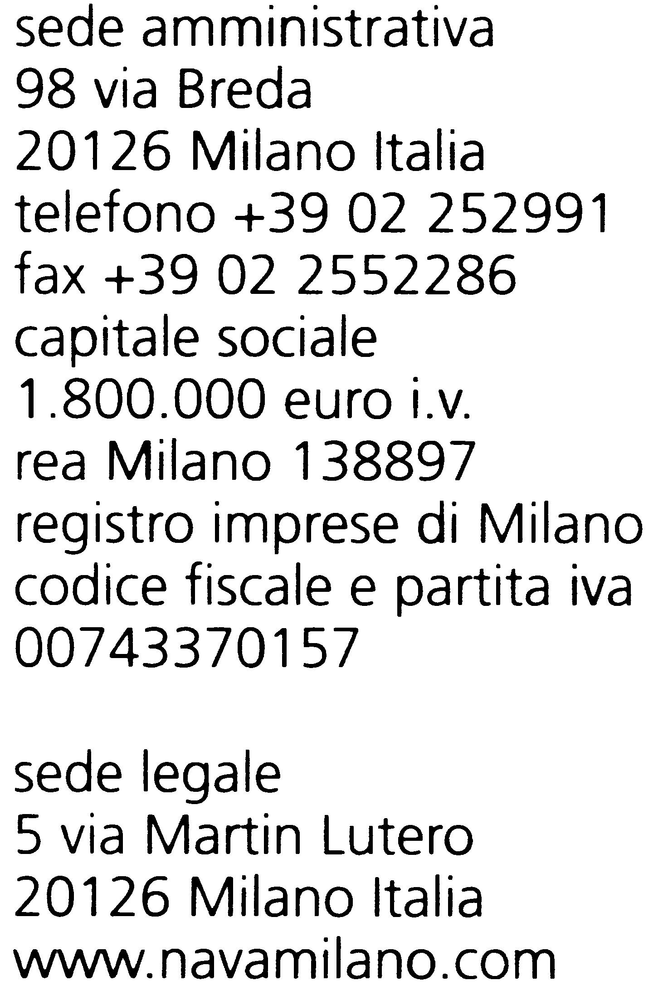 sede amministrativa
98 via Breda
20126 Milano Italia
telefono +39 02 252991
fax +39 02 2552286
capitale sociale
1.800.000 euro i.v.
rea Milano 138897
registro imprese di Milano
codice fiscale e partita iva
00743370157
sede legale
5 via Martin Lutero
20126 Milano Italia
www.navamilano.com